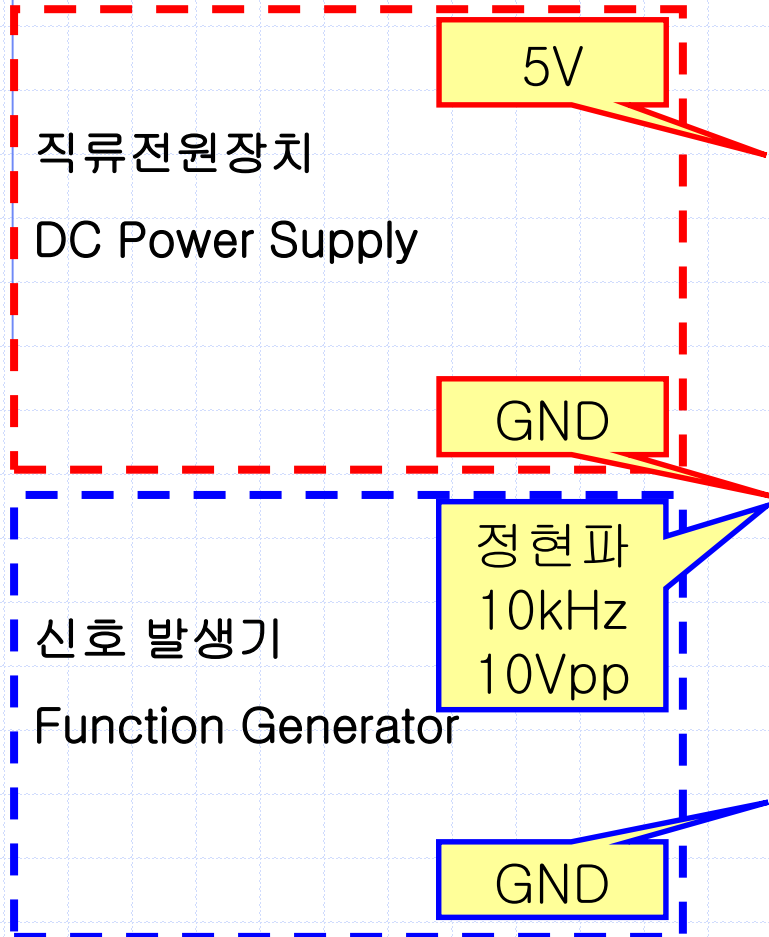 5V
직류전원장치
DC Power Supply
GND
정현파
10kHz
10Vpp
신호 발생기
Function Generator
GND